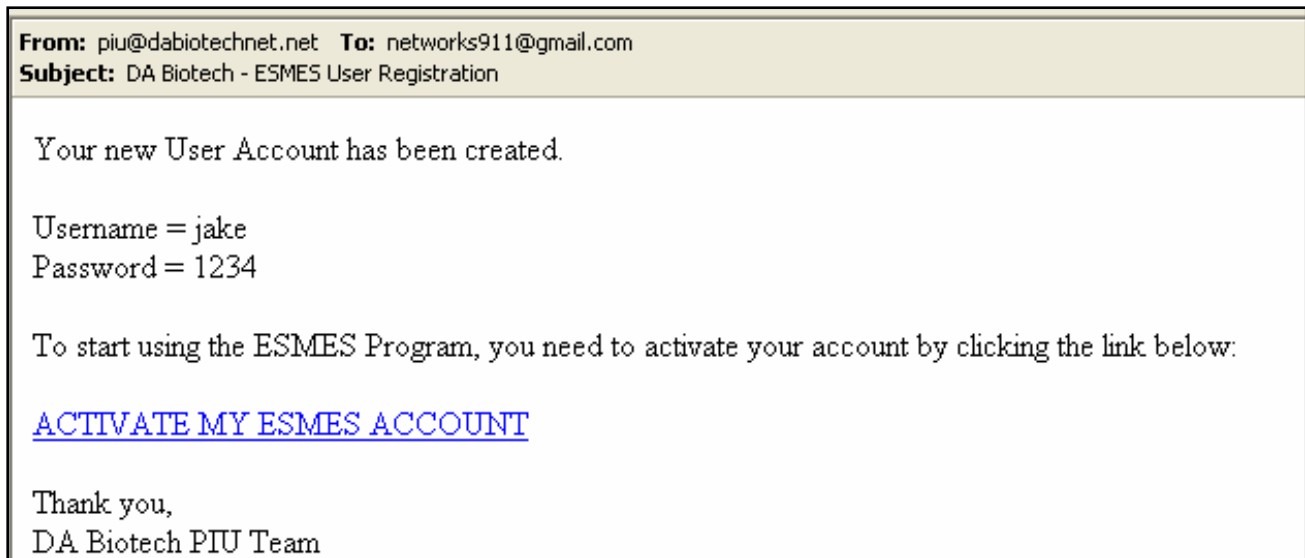 From: piu@dabiotechnet.net To: networks911@gmail.com
Subject: DA Biotech - ESMES User Registration
Your new User Account has been created.
Username = jake
Password = 1234
To start using the ESMES Program, you need to activate your account by clicking the link below:
ACTIVATE MY ESMES ACCOUNT
Thank you,
DA Biotech PIU Team